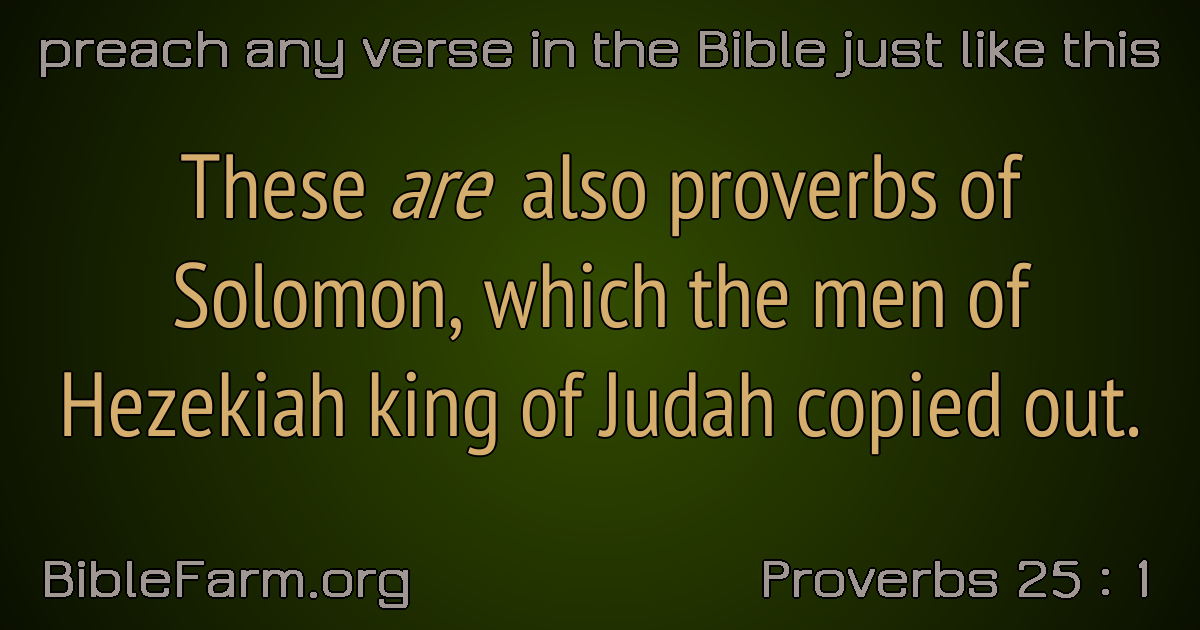 preach any verse in the Bible just like this
These are also proverbs of
Solomon, which the men of
Hezekiah king of Judah copied out.
BibleFarm.org
Proverbs 25 : 1